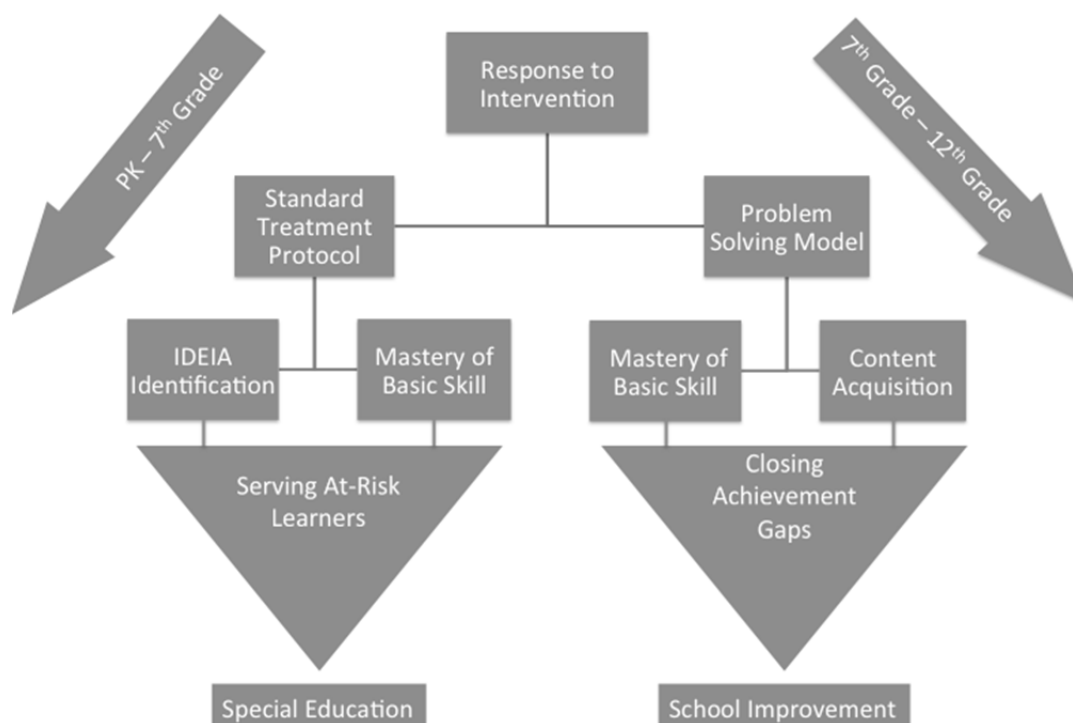 PK – 7th Grade
Response to
Intervention
7th Grade – 12th Grade
Standard
Treatment
Protocol
Problem
Solving Model
IDEIA
Identification
Mastery of
Basic Skill
Mastery of
Basic Skill
Content
Acquisition
Serving At-Risk
Learners
Closing
Achievement
Gaps
Special Education
School Improvement